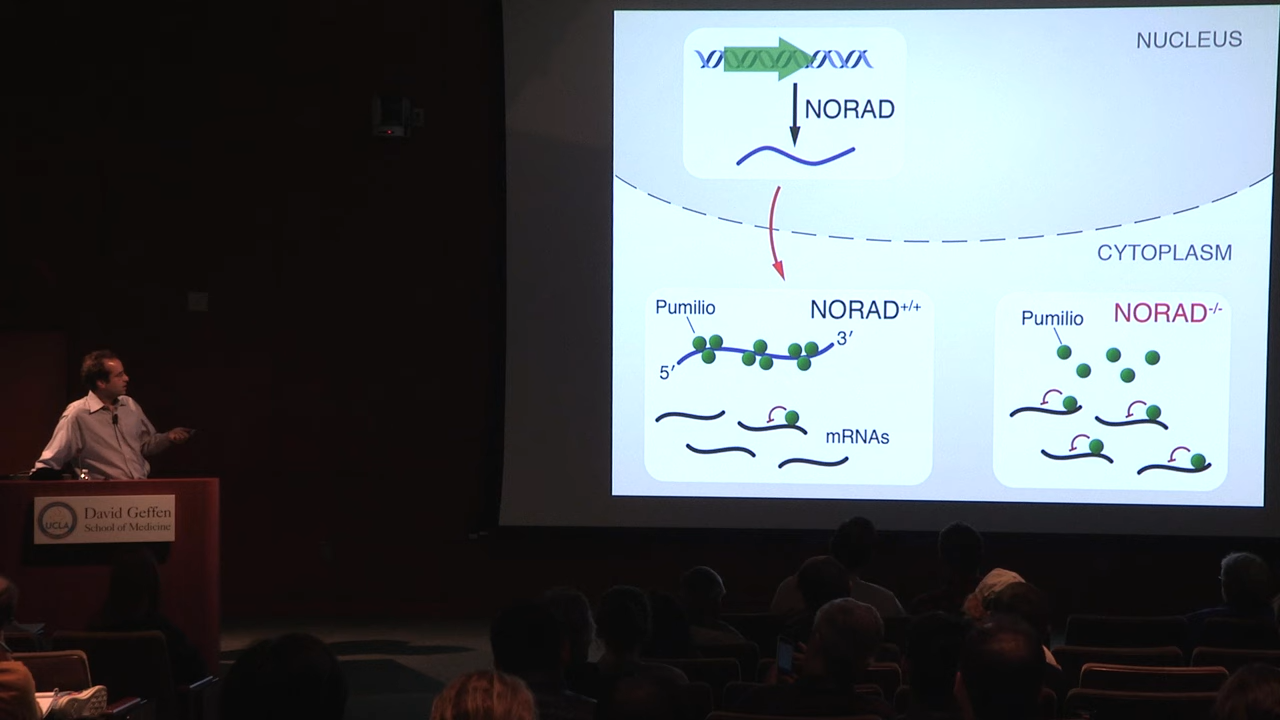 NUCLEUS
NORAD
CYTOPLASM
Pumilio
NORAD+/+
5′
3′
mRNAs
Pumilio
NORAD-/-
UCLA
David Geffen
School of Medicine